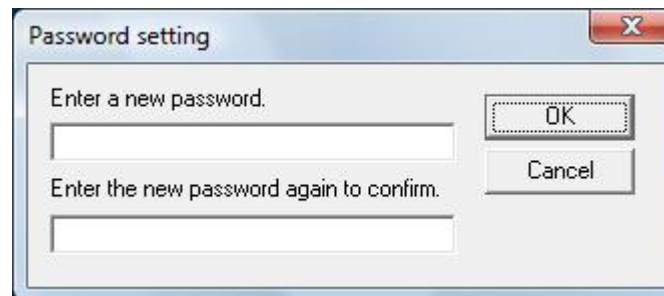 Password setting
Enter a new password.
OK
Cancel
Enter the new password again to confirm.